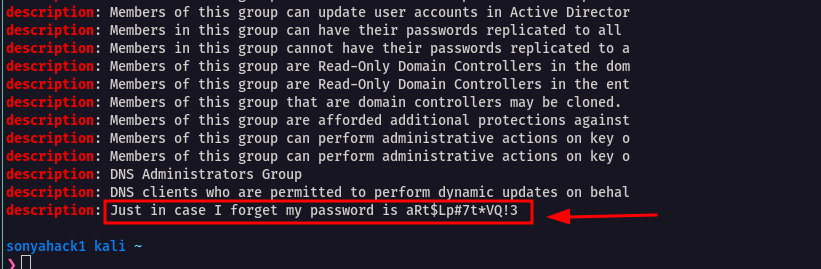 description: Members of this group can update user accounts in Active Director
description: Members in this group can have their passwords replicated to all
description: Members in this group cannot have their passwords replicated to a
description: Members of this group are Read-Only Domain Controllers in the dom
description: Members of this group are Read-Only Domain Controllers in the ent
description: Members of this group that are domain controllers may be cloned.
description: Members of this group are afforded additional protections against
description: Members of this group can perform administrative actions on key o
description: Members of this group can perform administrative actions on key o
description: DNS Administrators Group
description: DNS clients who are permitted to perform dynamic updates on behal
description: Just in case I forget my password is aRt$Lp#7t*VQ!3
sonyahack1 kali ~
❯